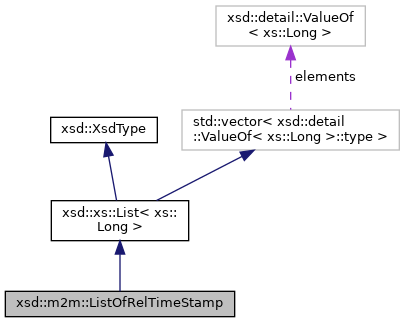 xsd::detail::ValueOf
< xs::Long >
elements
xsd::XsdType
std::vector< xsd::detail
::ValueOf< xs::Long >::type >
xsd::xs::List< xs::
Long >
xsd::m2m::ListOfRelTimeStamp